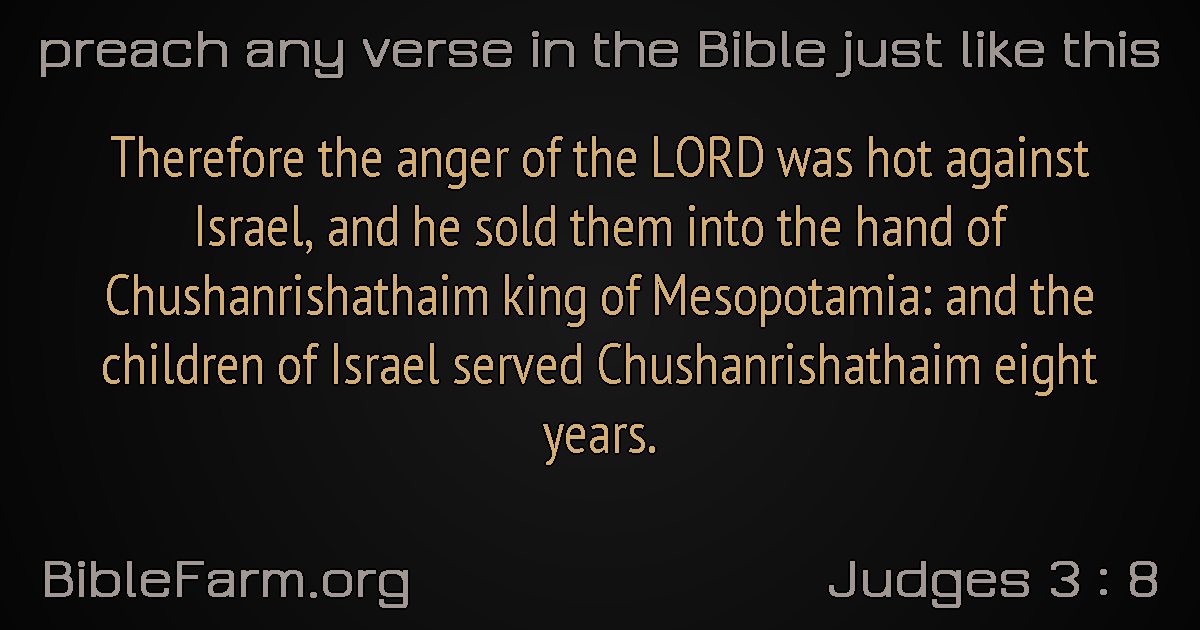 preach any verse in the Bible just like this
Therefore the anger of the LORD was hot against
Israel, and he sold them into the hand of
Chushanrishathaim king of Mesopotamia: and the
children of Israel served Chushanrishathaim eight
years.
BibleFarm.org
Judges 3 : 8